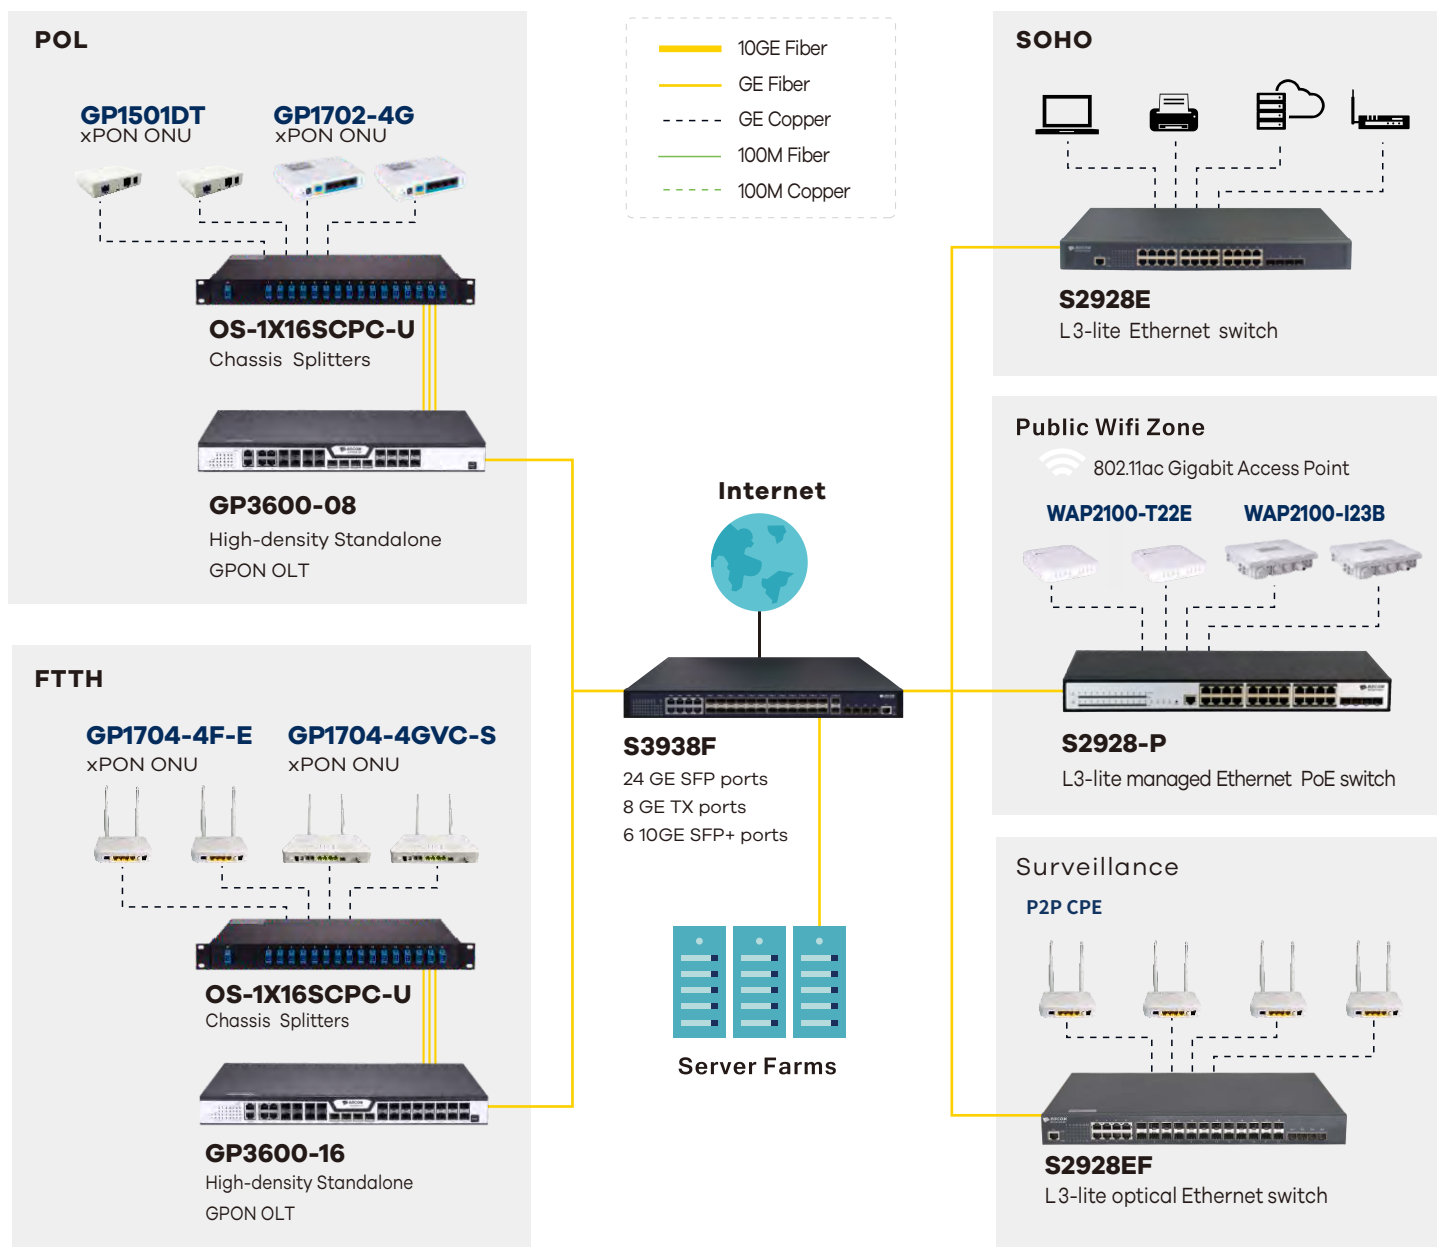 POL
GP1501DT
xPON ONU
GP1702-4G
xPON ONU
OS-1X16SCPC-U
Chassis Splitters
GP3600-08
High-density Standalone
GPON OLT
FTTH
GP1704-4F-E
xPON ONU
GP1704-4GVC-S
xPON ONU
OS-1X16SCPC-U
Chassis Splitters
GP3600-16
High-density Standalone
GPON OLT
10GE Fiber
GE Fiber
GE Copper
100M Fiber
100M Copper
Internet
S3938F
24 GE SFP ports
8 GE TX ports
6 10GE SFP+ ports
Server Farms
SOHO
S2928E
L3-lite Ethernet switch
Public Wifi Zone
802.11ac Gigabit Access Point
WAP2100-T22E
WAP2100-I23B
S2928-P
L3-lite managed Ethernet PoE switch
Surveillance
P2P CPE
S2928EF
L3-lite optical Ethernet switch